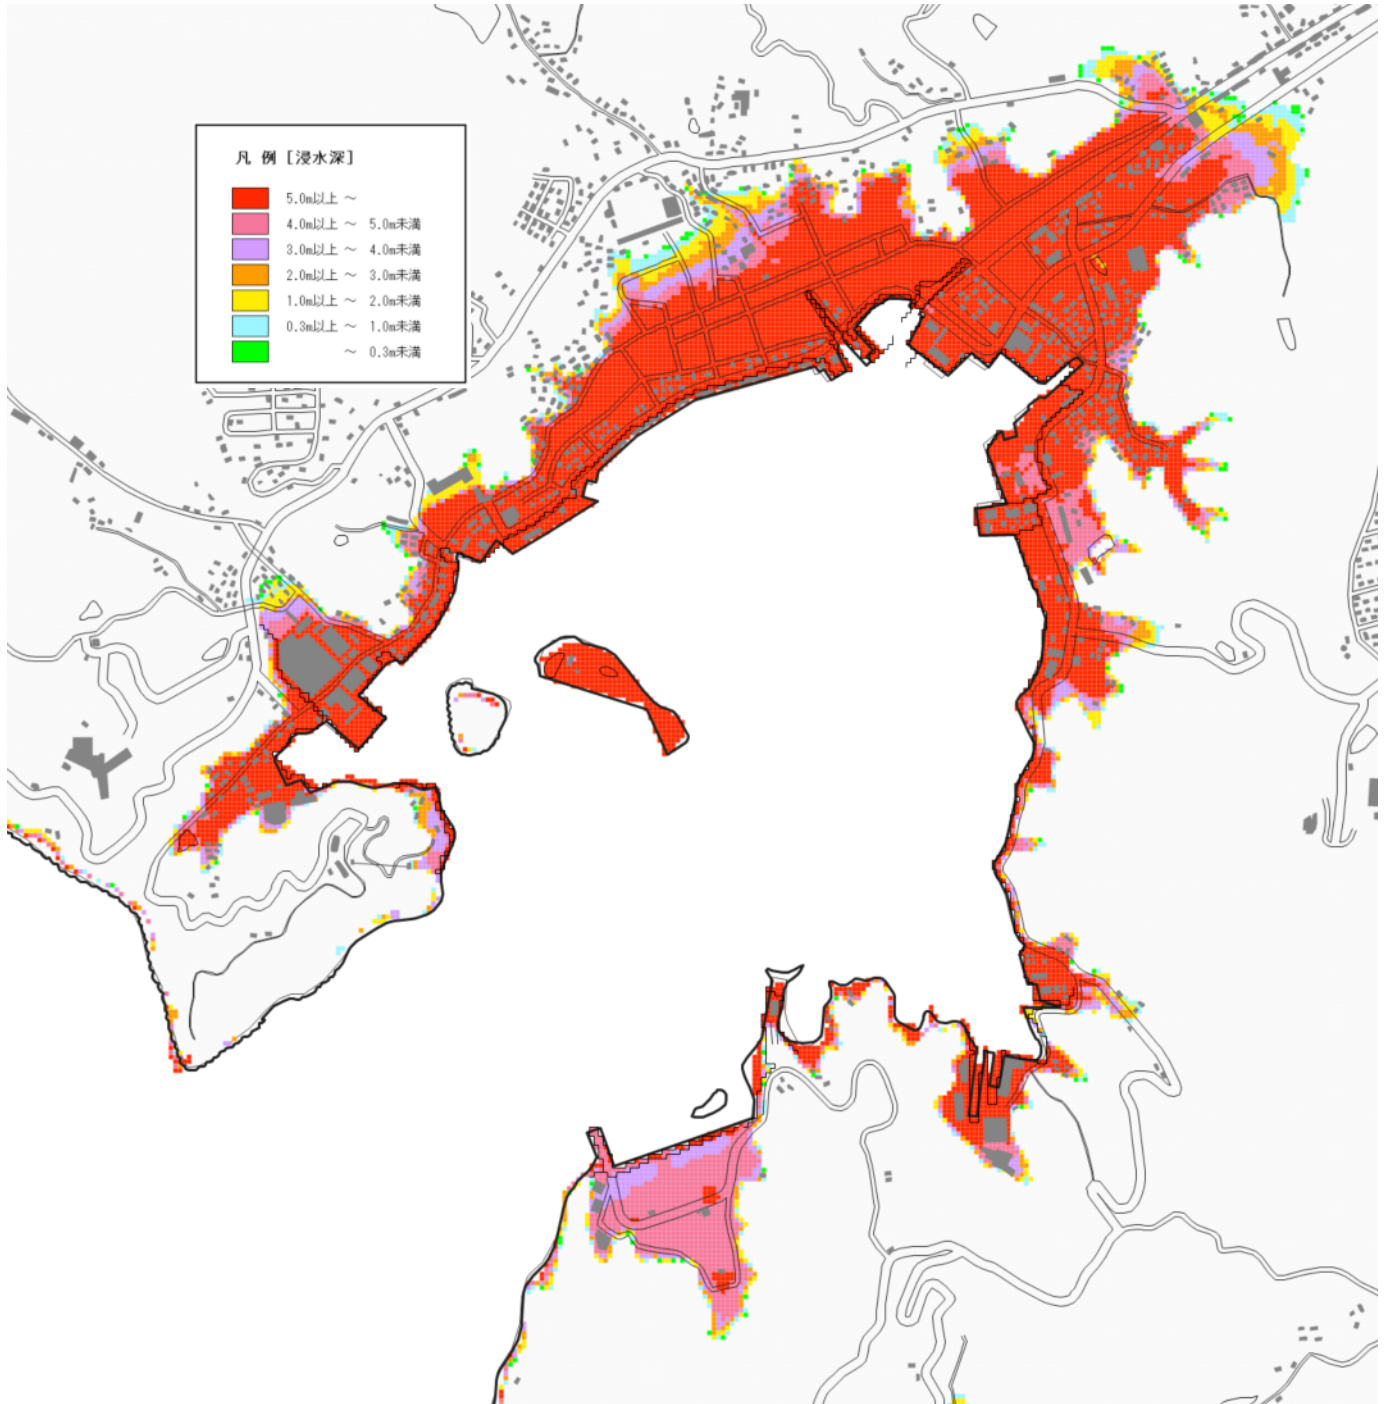 凡 例 [浸水深]
5.0m以上 ～
4.0m以上 ～ 5.0m未満
3.0m以上 ～ 4.0m未満
2.0m以上 ～ 3.0m未満
1.0m以上 ～ 2.0m未満
0.3m以上 ～ 1.0m未満
～ 0.3m未満